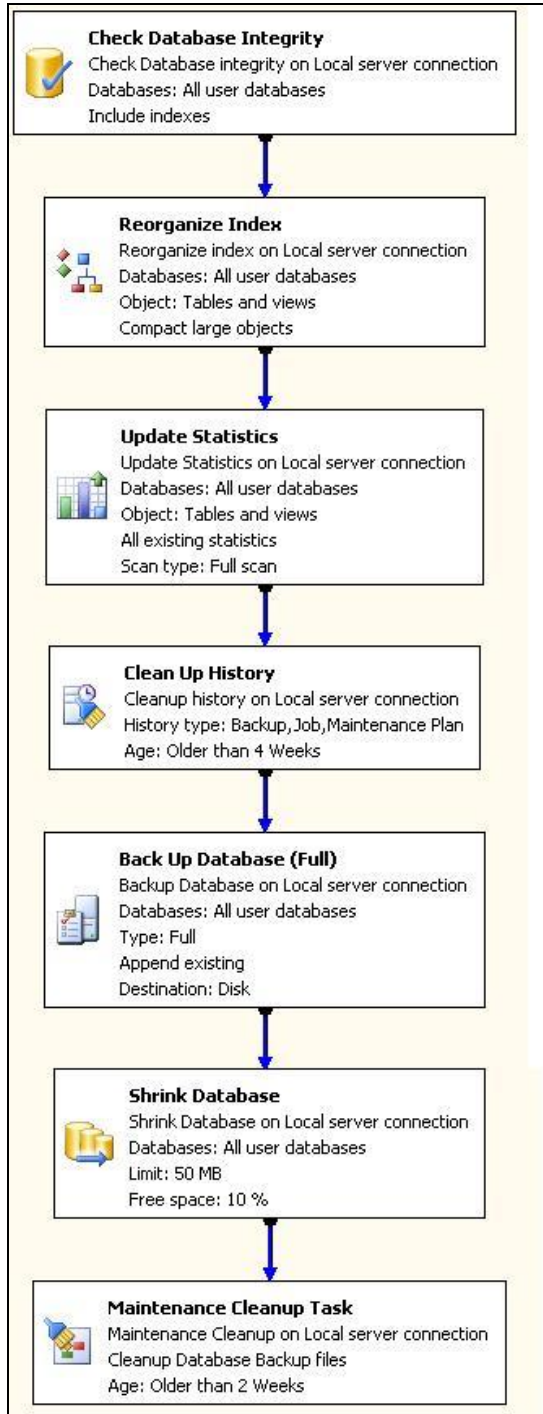 Check Database Integrity
Check Database integrity on Local server connection
Databases: All user databases
Include indexes
Reorganize Index
Reorganize index on Local server connection
Databases: All user databases
Object: Tables and views
Compact large objects
Update Statistics
Update Statistics on Local server connection
Databases: All user databases
Object: Tables and views
All existing statistics
Scan type: Full scan
Clean Up History
Cleanup history on Local server connection
History type: Backup,Job,Maintenance Plan
Age: Older than 4 Weeks
Back Up Database (Full)
Backup Database on Local server connection
Databases: All user databases
Type: Full
Append existing
Destination: Disk
Shrink Database
Shrink Database on Local server connection
Databases: All user databases
Limit: 50 MB
Free space: 10 %
Maintenance Cleanup Task
Maintenance Cleanup on Local server connection
Cleanup Database Backup files
Age: Older than 2 Weeks